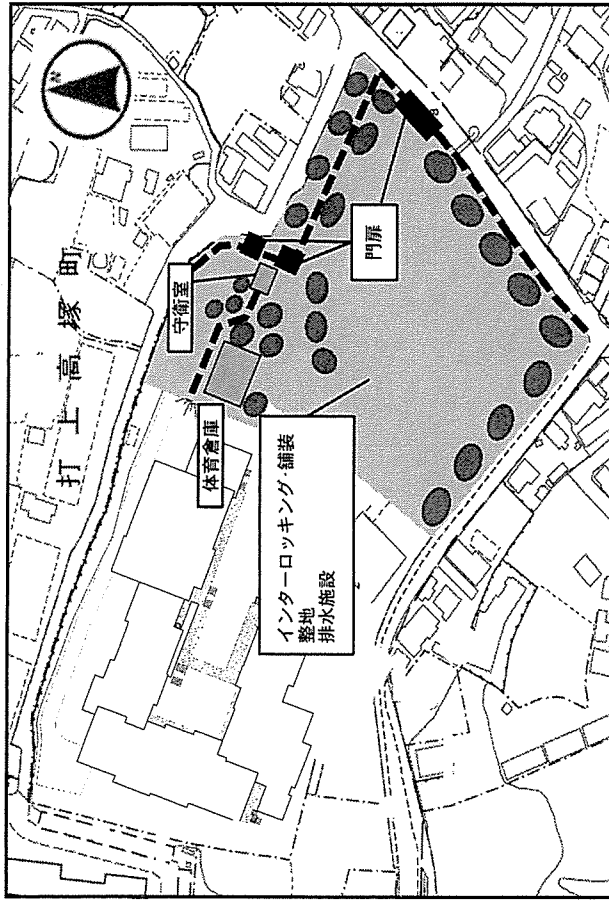 N
打上高塚町
守衛室
体育倉庫
門扉
インターロッキング・舗装
整地
排水施設